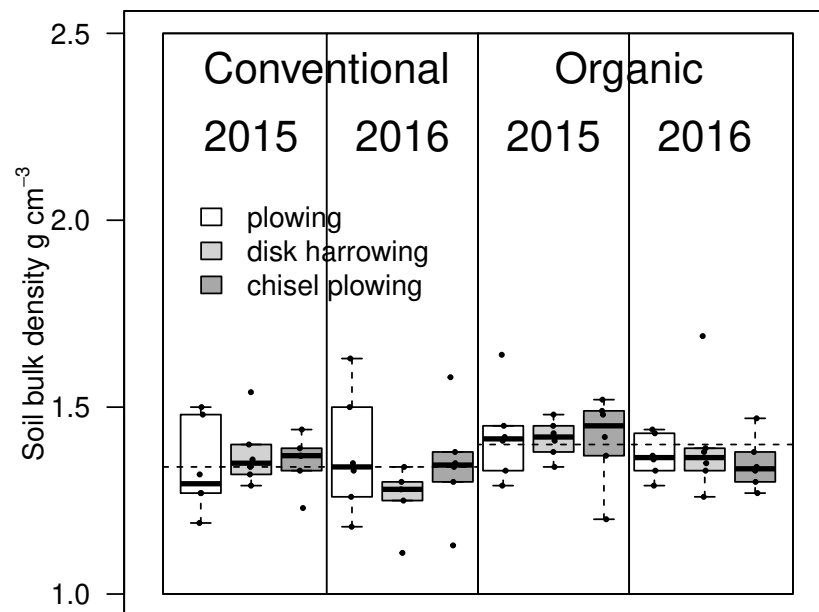 2.5
Conventional Organic
2015 2016 2015 2016
2.0
plowing
disk harrowing
chisel plowing
1.5
1.0
Soil bulk density g cm⁻³